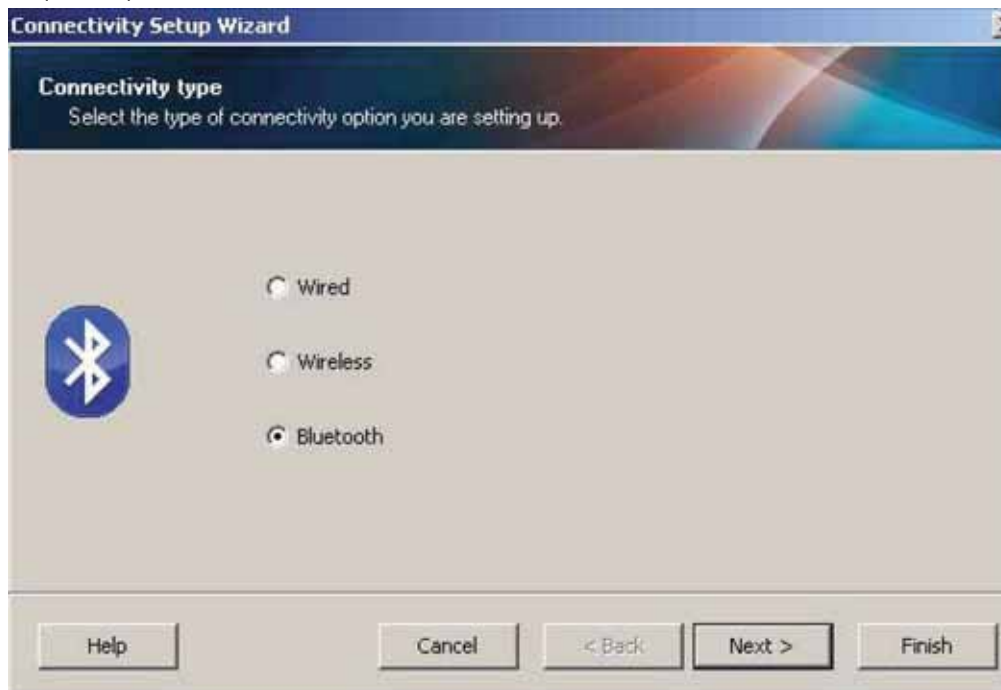 Connectivity Setup Wizard
Connectivity type
Select the type of connectivity option you are setting up.
Wired
Wireless
Bluetooth
Help Cancel < Back Next > Finish